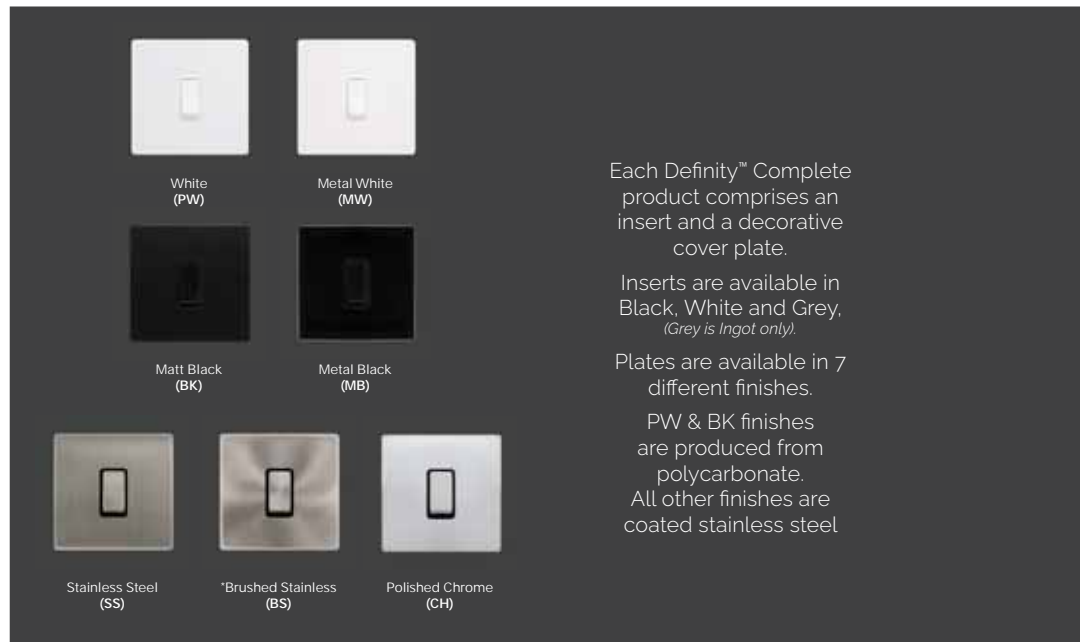 White
(PW)
Metal White
(MW)
Matt Black
(BK)
Metal Black
(MB)
Stainless Steel
(SS)
*Brushed Stainless
(BS)
Polished Chrome
(CH)
Each Definity™ Complete
product comprises an
insert and a decorative
cover plate.
Inserts are available in
Black, White and Grey,
(Grey is Ingot only).
Plates are available in 7
different finishes.
PW & BK finishes
are produced from
polycarbonate.
All other finishes are
coated stainless steel